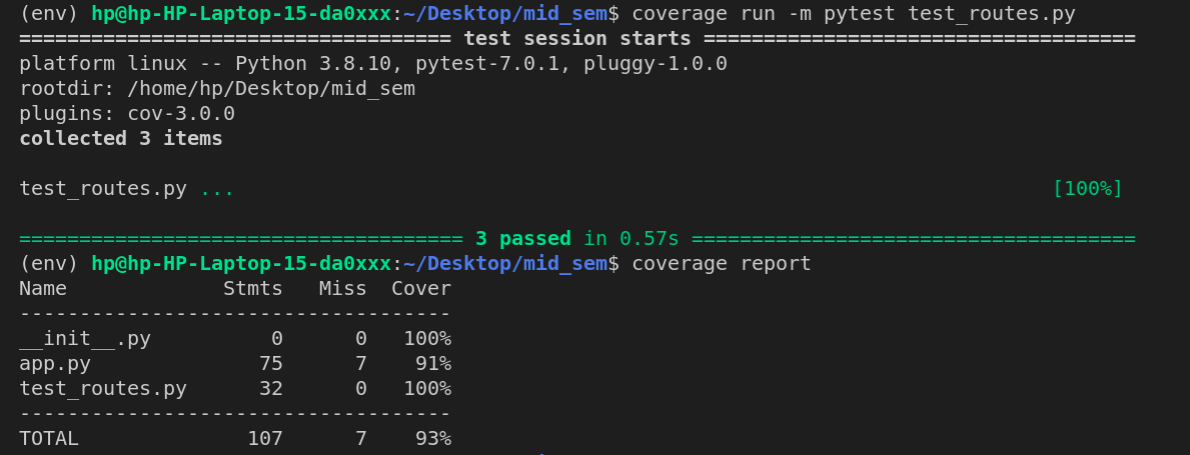 (env) hp@hp-HP-Laptop-15-da0xxx:~/Desktop/mid_sem$ coverage run -m pytest test_routes.py
==================================== test session starts ====================================
platform linux -- Python 3.8.10, pytest-7.0.1, pluggy-1.0.0
rootdir: /home/hp/Desktop/mid_sem
plugins: cov-3.0.0
collected 3 items
test_routes.py ... [100%]
===================================== 3 passed in 0.57s =====================================
(env) hp@hp-HP-Laptop-15-da0xxx:~/Desktop/mid_sem$ coverage report
Name             Stmts   Miss  Cover
------------------------------------
__init__.py          0      0   100%
app.py              75      7    91%
test_routes.py      32      0   100%
------------------------------------
TOTAL              107      7    93%